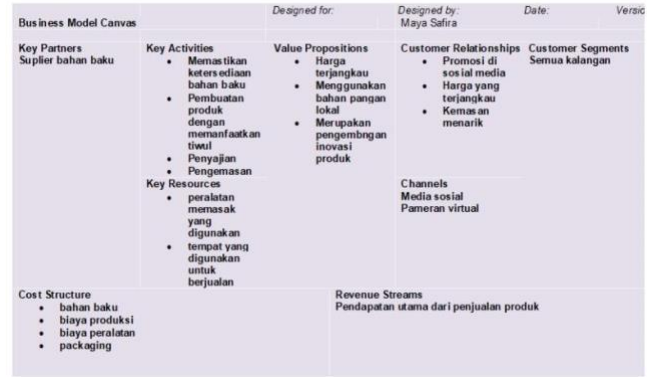 Business Model Canvas
Designed for:
Designed by:
Maya Safira
Date:
Versic
Key Partners
Suplier bahan baku
Key Activities
• Memastikan
ketersediaan
bahan baku
• Pembuatan
produk
dengan
memanfaatkan
tiwul
• Penyajian
• Pengemasan
Key Resources
• peralatan
memasak
yang
digunakan
• tempat yang
digunakan
untuk
berjualan
Value Propositions
• Harga
terjangkau
• Menggunakan
bahan pangan
lokal
• Merupakan
pengembngan
inovasi
produk
Customer Relationships
• Promosi di
sosial media
• Harga yang
terjangkau
• Kemasan
menarik
Channels
Media sosial
Pameran virtual
Customer Segments
Semua kalangan
Cost Structure
• bahan baku
• biaya produksi
• biaya peralatan
• packaging
Revenue Streams
Pendapatan utama dari penjualan produk